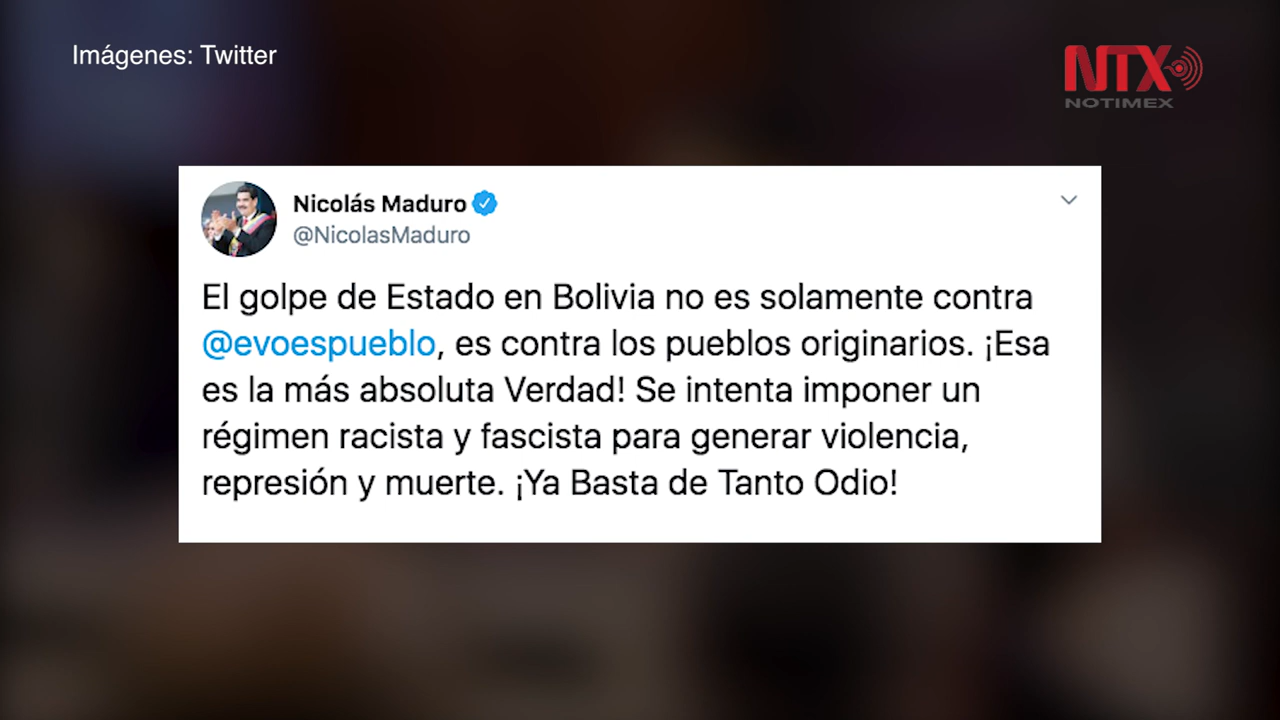 Imágenes: Twitter
NTX
NOTIMEX
Nicolás Maduro
@NicolasMaduro
El golpe de Estado en Bolivia no es solamente contra
@evoespueblo, es contra los pueblos originarios. ¡Esa
es la más absoluta Verdad! Se intenta imponer un
régimen racista y fascista para generar violencia,
represión y muerte. ¡Ya Basta de Tanto Odio!